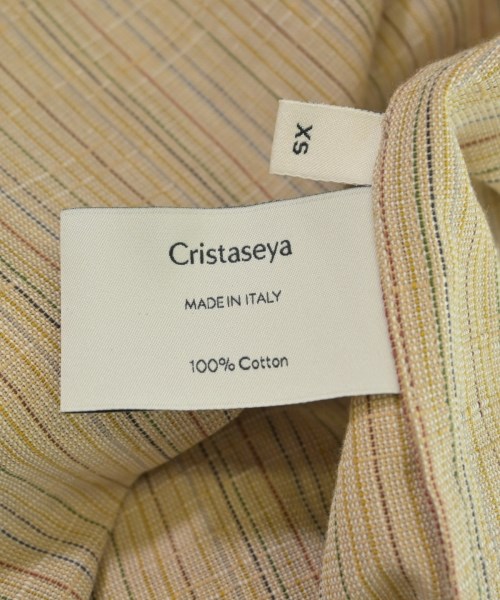 XS
Cristaseya
MADE IN ITALY
100% Cotton